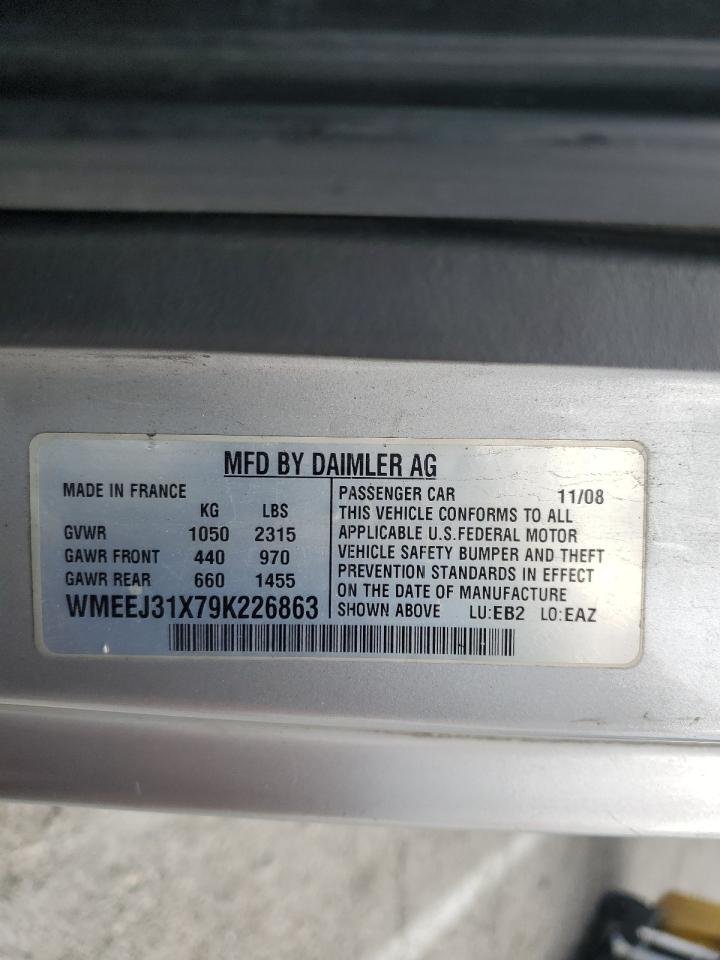 MFD BY DAIMLER AG
MADE IN FRANCE
KG LBS
GVWR 1050 2315
GAWR FRONT 440 970
GAWR REAR 660 1455
WMEEJ31X79K226863
PASSENGER CAR 11/08
THIS VEHICLE CONFORMS TO ALL
APPLICABLE U.S.FEDERAL MOTOR
VEHICLE SAFETY BUMPER AND THEFT
PREVENTION STANDARDS IN EFFECT
ON THE DATE OF MANUFACTURE
SHOWN ABOVE LU:EB2 LO:EAZ